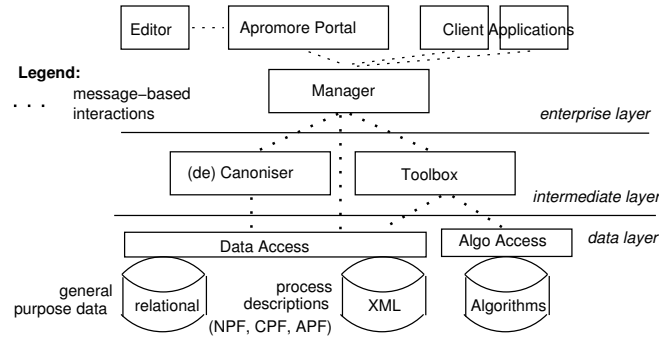 Editor
Apromore Portal
Client Applications
Legend:
. . . message−based
interactions
Manager
enterprise layer
(de) Canoniser
Toolbox
intermediate layer
Data Access
Algo Access
data layer
general
purpose data
relational
process
descriptions
(NPF, CPF, APF)
XML
Algorithms